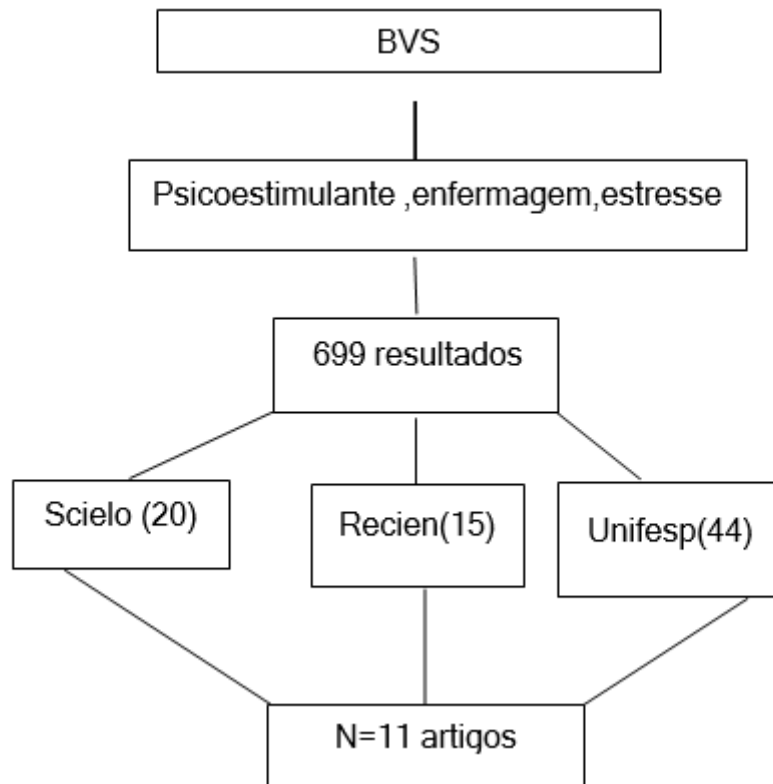 BVS
Psicoestimulante ,enfermagem,estresse
699 resultados
Scielo (20)
Recien(15)
Unifesp(44)
N=11 artigos